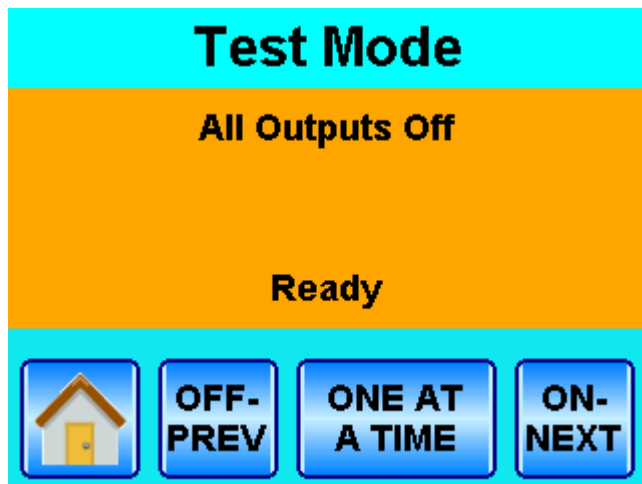 Test Mode
All Outputs Off
Ready
OFF-
PREV
ONE AT
A TIME
ON-
NEXT